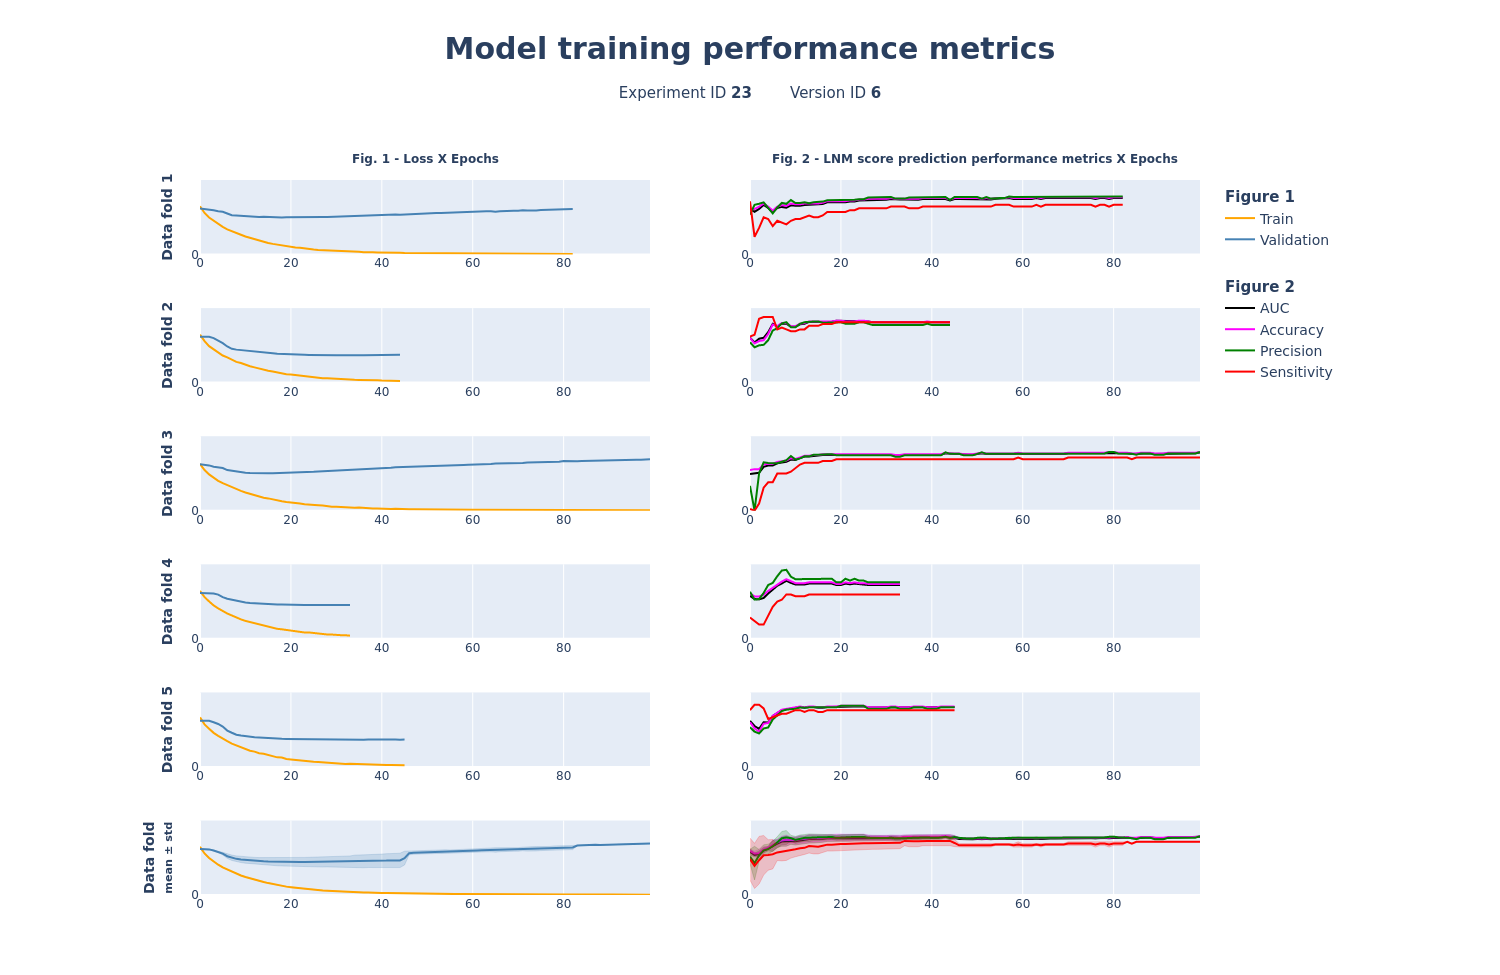 Model training performance metrics
Experiment ID 23 Version ID 6
Fig. 1 - Loss X Epochs
Fig. 2 - LNM score prediction performance metrics X Epochs
Data fold 1
0
0 20 40 60 80
0
0 20 40 60 80
Figure 1
Train
Validation
Figure 2
AUC
Accuracy
Precision
Sensitivity
Data fold 2
0
0 20 40 60 80
0
0 20 40 60 80
Data fold 3
0
0 20 40 60 80
0
0 20 40 60 80
Data fold 4
0
0 20 40 60 80
0
0 20 40 60 80
Data fold 5
0
0 20 40 60 80
0
0 20 40 60 80
Data fold
mean ± std
0
0 20 40 60 80
0
0 20 40 60 80